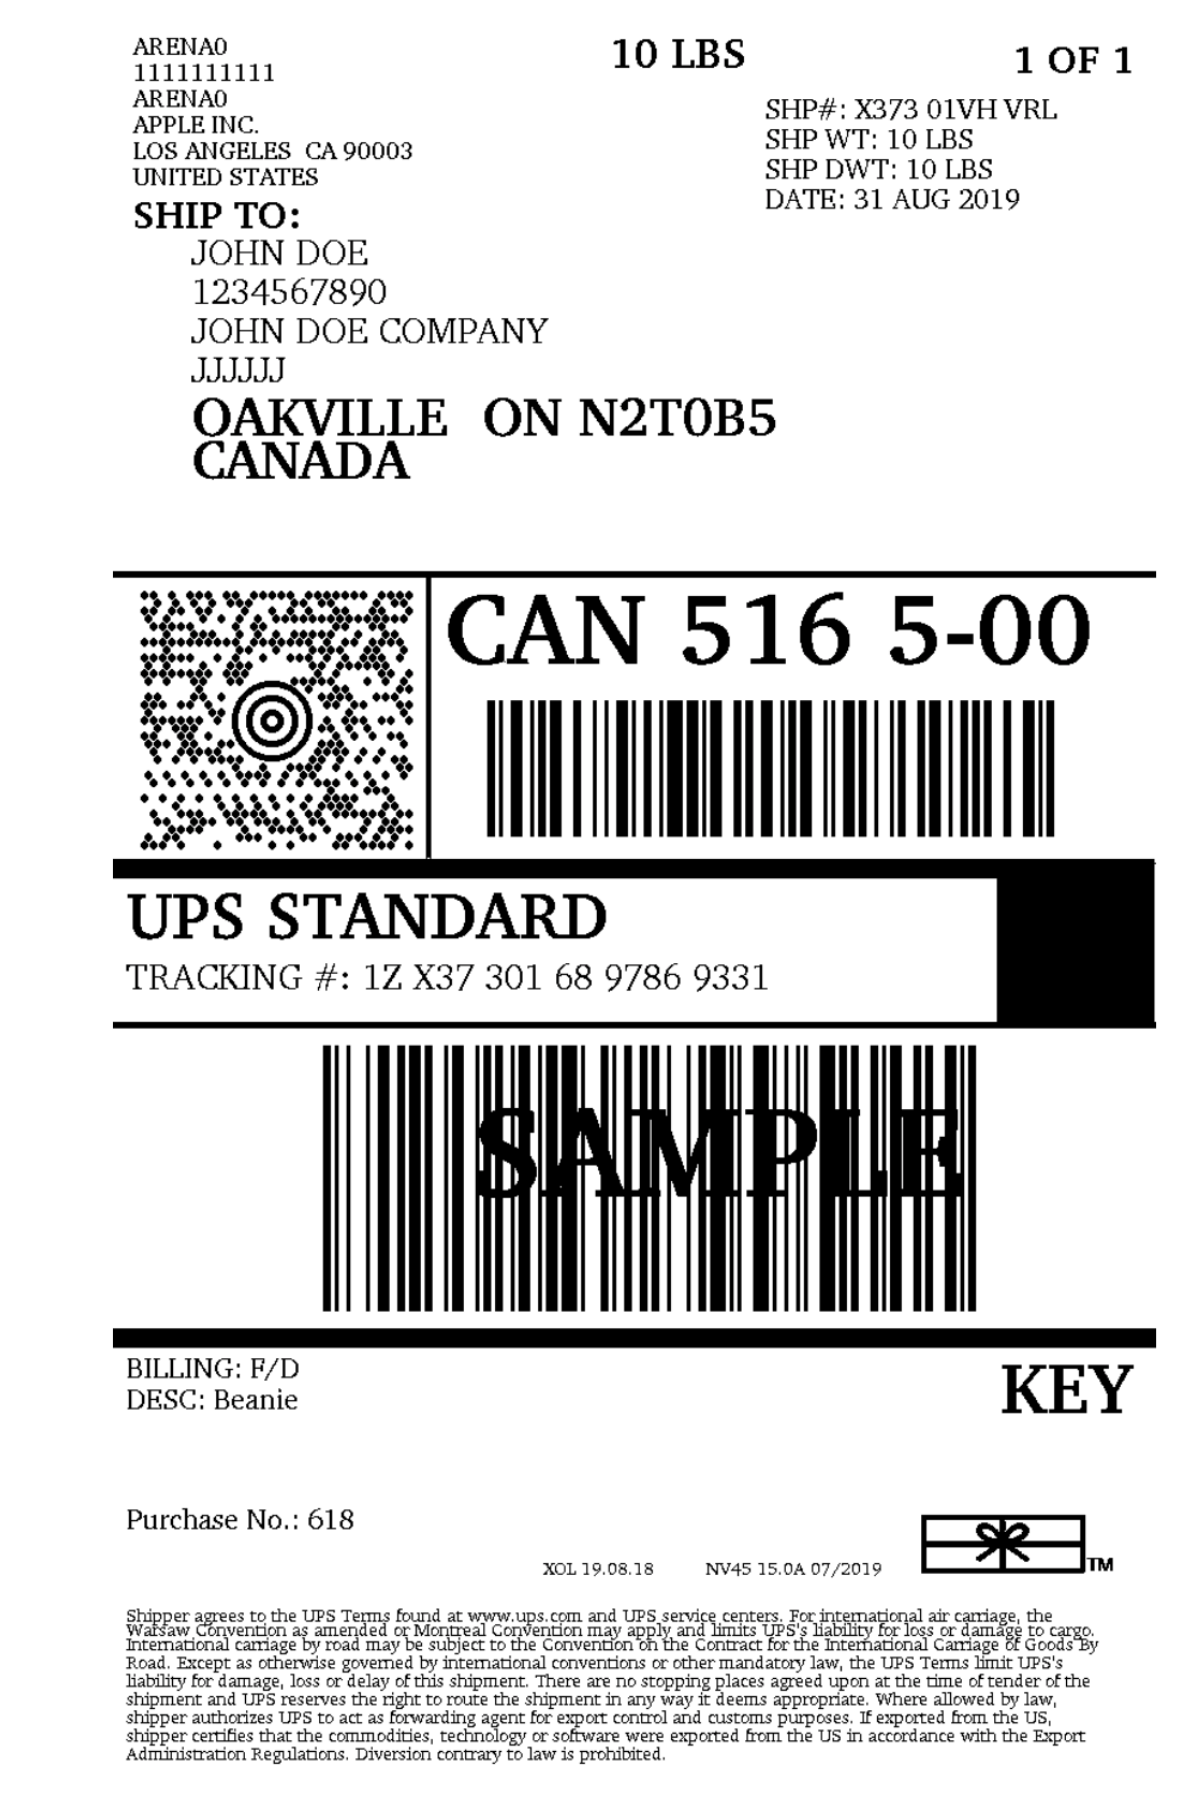 ARENA0
1111111111
ARENA0
APPLE INC.
LOS ANGELES  CA 90003
UNITED STATES
10 LBS
1 OF 1
SHP#: X373 01VH VRL
SHP WT: 10 LBS
SHP DWT: 10 LBS
DATE: 31 AUG 2019
SHIP TO:
JOHN DOE
1234567890
JOHN DOE COMPANY
JJJJJJ
OAKVILLE  ON N2T0B5
CANADA
CAN 516 5-00
UPS STANDARD
TRACKING #: 1Z X37 301 68 9786 9331
SAMPLE
BILLING: F/D
DESC: Beanie
KEY
Purchase No.: 618
XOL 19.08.18
NV45 15.0A 07/2019
TM
Shipper agrees to the UPS Terms found at www.ups.com and UPS service centers. For international air carriage, the
Warsaw Convention as amended or Montreal Convention may apply and limits UPS's liability for loss or damage to cargo.
International carriage by road may be subject to the Convention on the Contract for the International Carriage of Goods By
Road. Except as otherwise governed by international conventions or other mandatory law, the UPS Terms limit UPS's
liability for damage, loss or delay of this shipment. There are no stopping places agreed upon at the time of tender of the
shipment and UPS reserves the right to route the shipment in any way it deems appropriate. Where allowed by law,
shipper authorizes UPS to act as forwarding agent for export control and customs purposes. If exported from the US,
shipper certifies that the commodities, technology or software were exported from the US in accordance with the Export
Administration Regulations. Diversion contrary to law is prohibited.